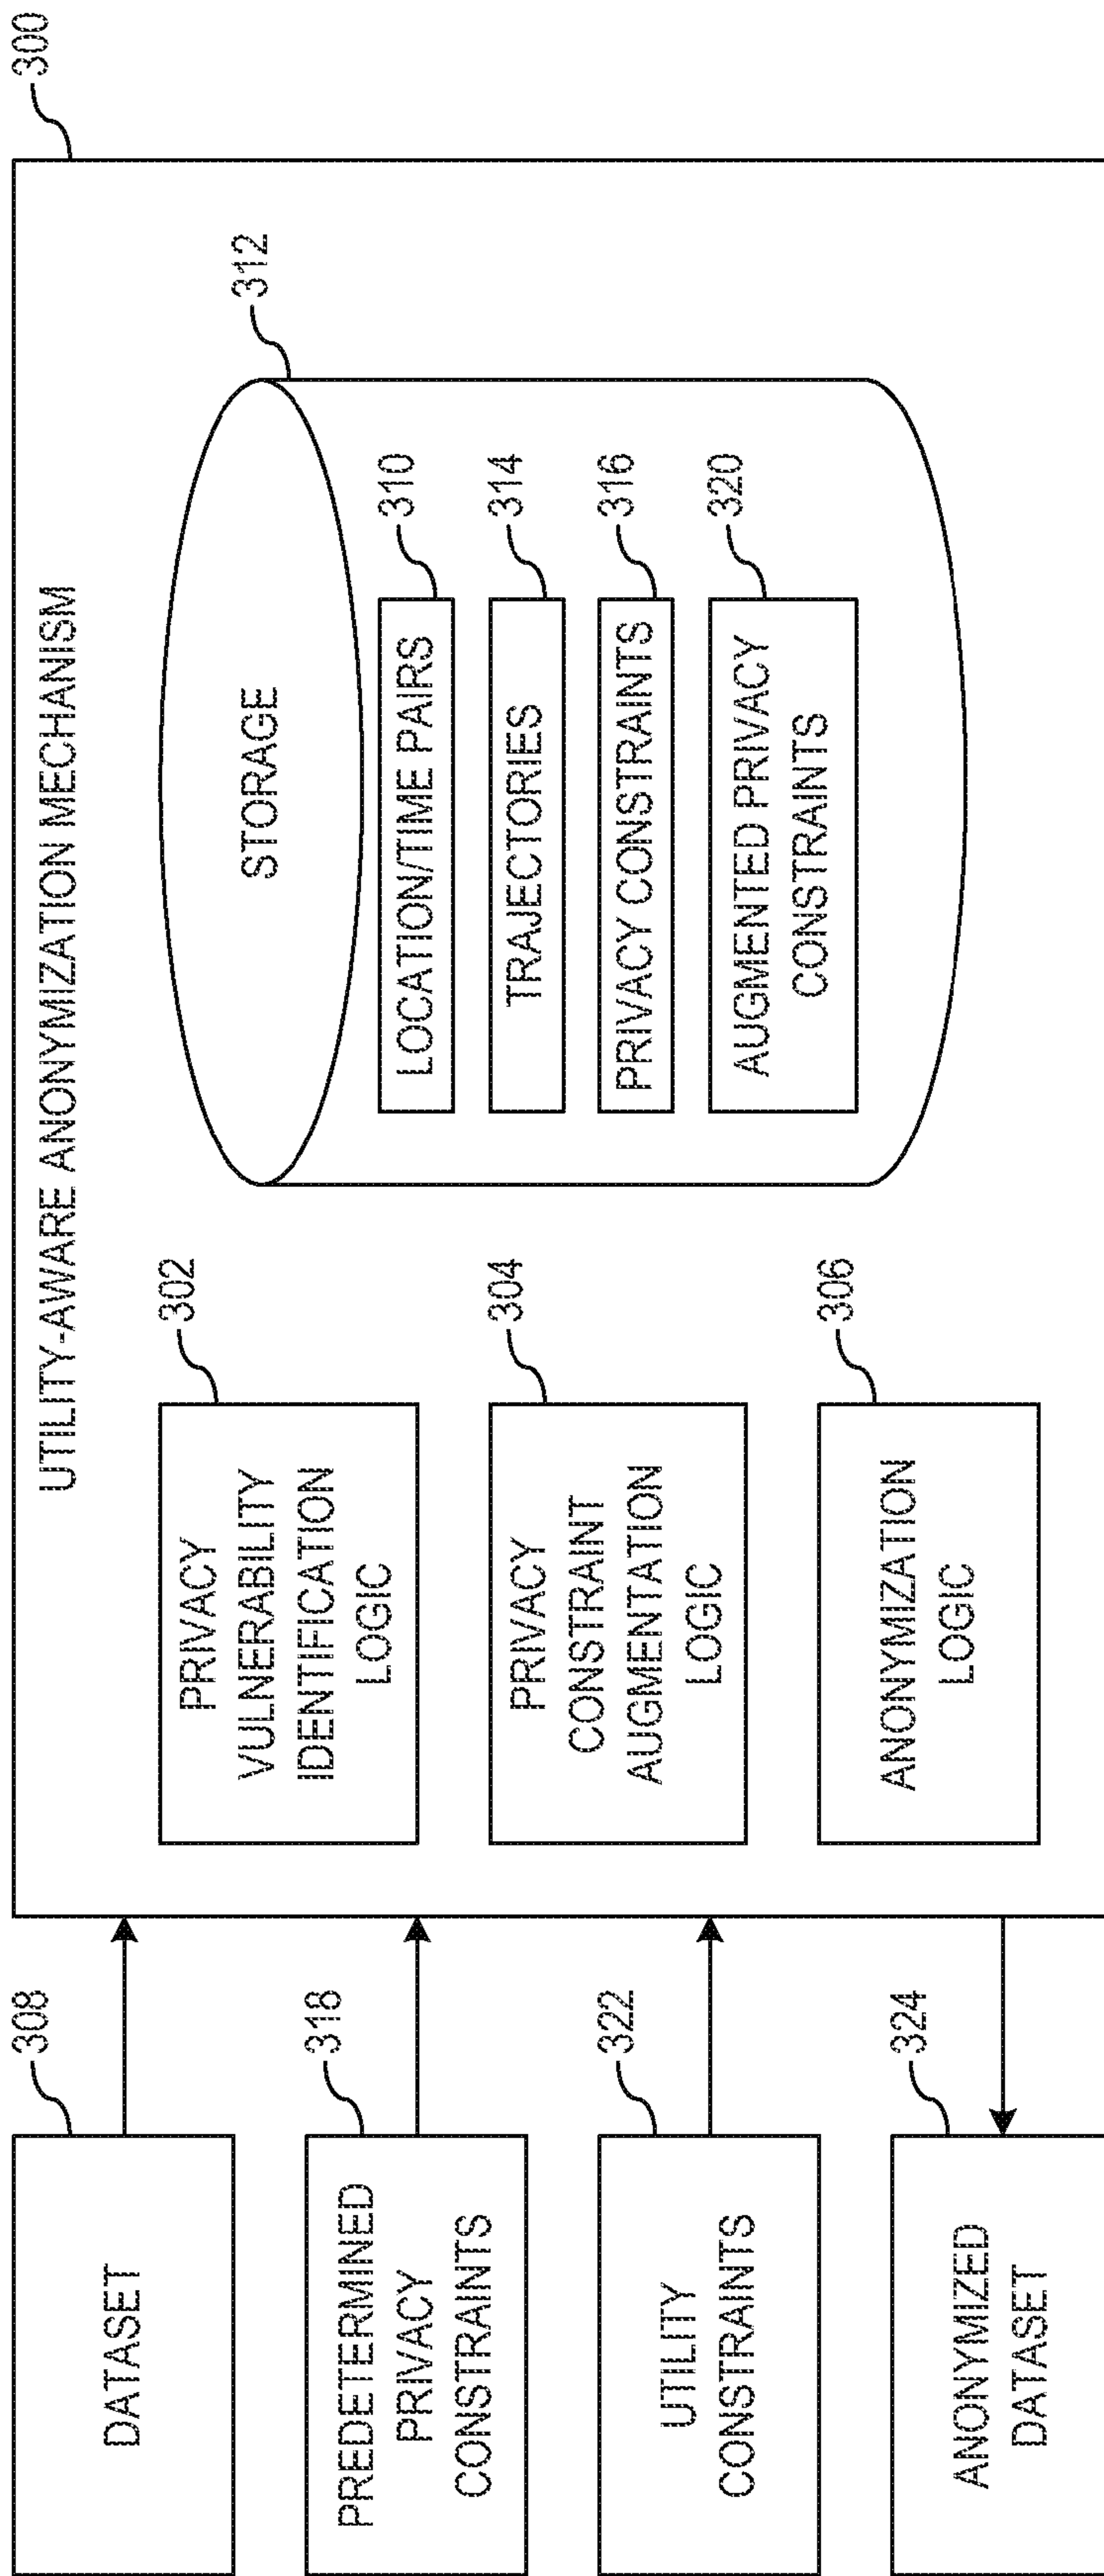 300
UTILITY-AWARE ANONYMIZATION MECHANISM
308
DATASET
318
PREDETERMINED
PRIVACY
CONSTRAINTS
322
UTILITY
CONSTRAINTS
324
ANONYMIZED
DATASET
302
PRIVACY
VULNERABILITY
IDENTIFICATION
LOGIC
304
PRIVACY
CONSTRAINT
AUGMENTATION
LOGIC
306
ANONYMIZATION
LOGIC
312
STORAGE
310
LOCATION/TIME PAIRS
314
TRAJECTORIES
316
PRIVACY CONSTRAINTS
320
AUGMENTED PRIVACY
CONSTRAINTS